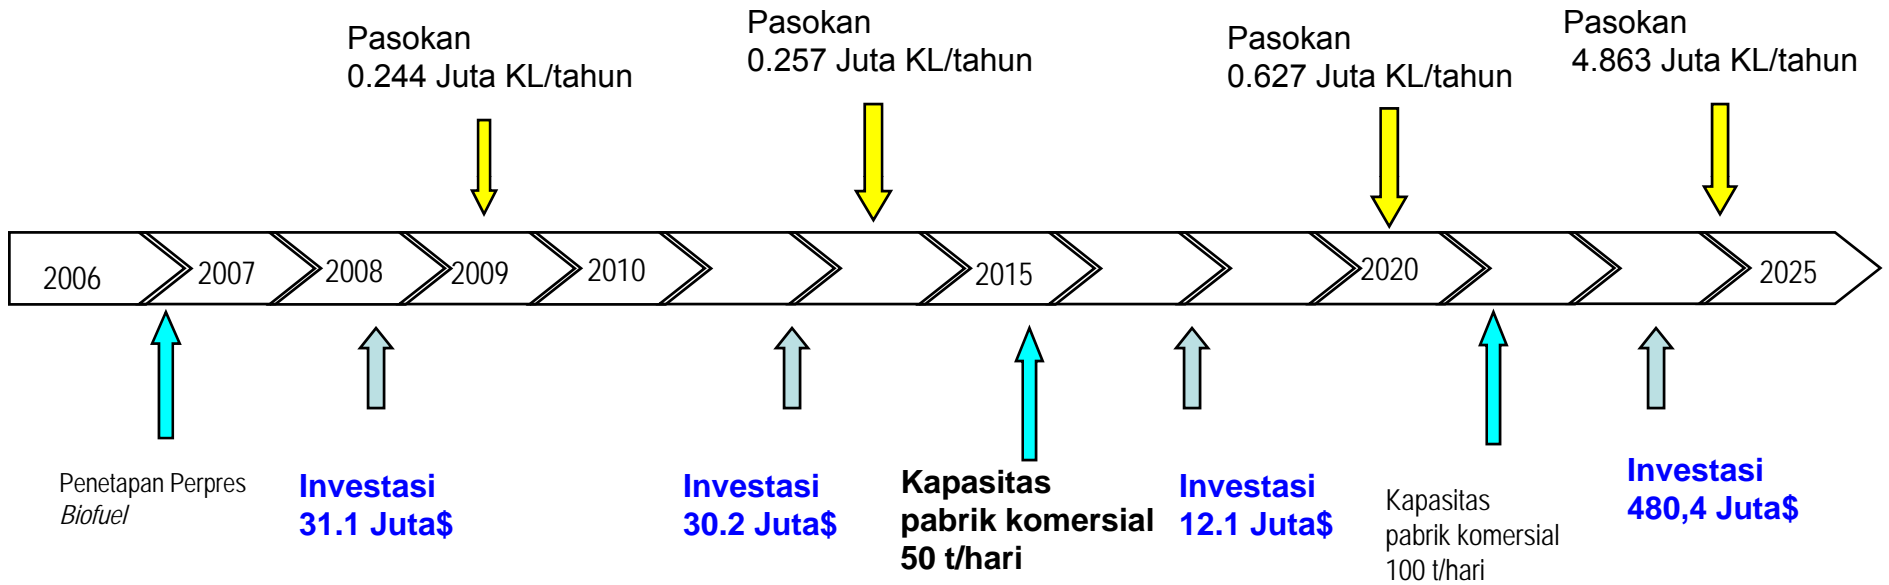 Pasokan
0.244 Juta KL/tahun
Pasokan
0.257 Juta KL/tahun
Pasokan
0.627 Juta KL/tahun
Pasokan
4.863 Juta KL/tahun
2006
2007
2008
2009
2010
2015
2020
2025
Penetapan Perpres
Biofuel
Investasi
31.1 Juta$
Investasi
30.2 Juta$
Kapasitas
pabrik komersial
50 t/hari
Investasi
12.1 Juta$
Kapasitas
pabrik komersial
100 t/hari
Investasi
480,4 Juta$